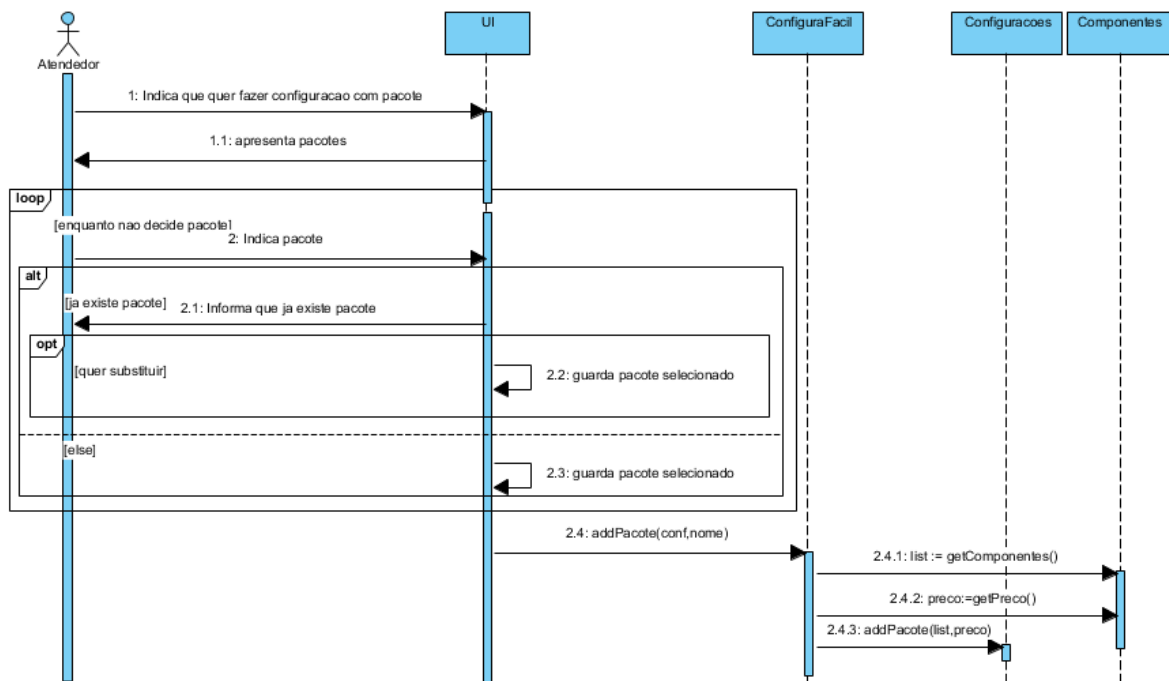 UI
ConfiguraFacil
Configuracoes
Componentes
Atendedor
1: Indica que quer fazer configuracao com pacote
1.1: apresenta pacotes
loop
[enquanto nao decide pacote]
2: Indica pacote
alt
[ja existe pacote]
2.1: Informa que ja existe pacote
opt
[quer substituir]
2.2: guarda pacote selecionado
[else]
2.3: guarda pacote selecionado
2.4: addPacote(conf,nome)
2.4.1: list := getComponentes()
2.4.2: preco:=getPreco()
2.4.3: addPacote(list,preco)